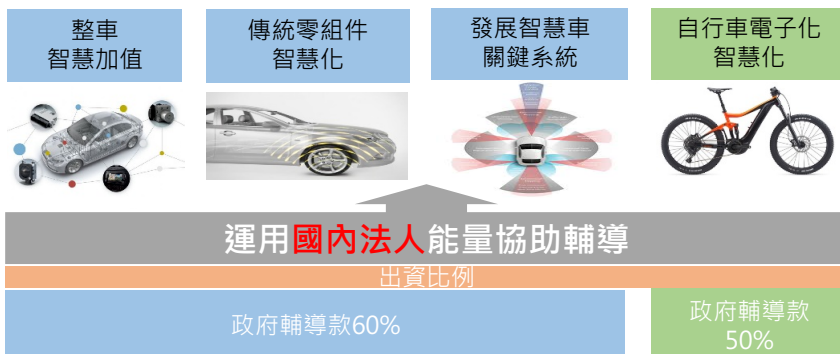 整車
智慧加值
傳統零組件
智慧化
發展智慧車
關鍵系統
自行車電子化
智慧化
運用國內法人能量協助輔導
出資比例
政府輔導款60%
政府輔導款
50%